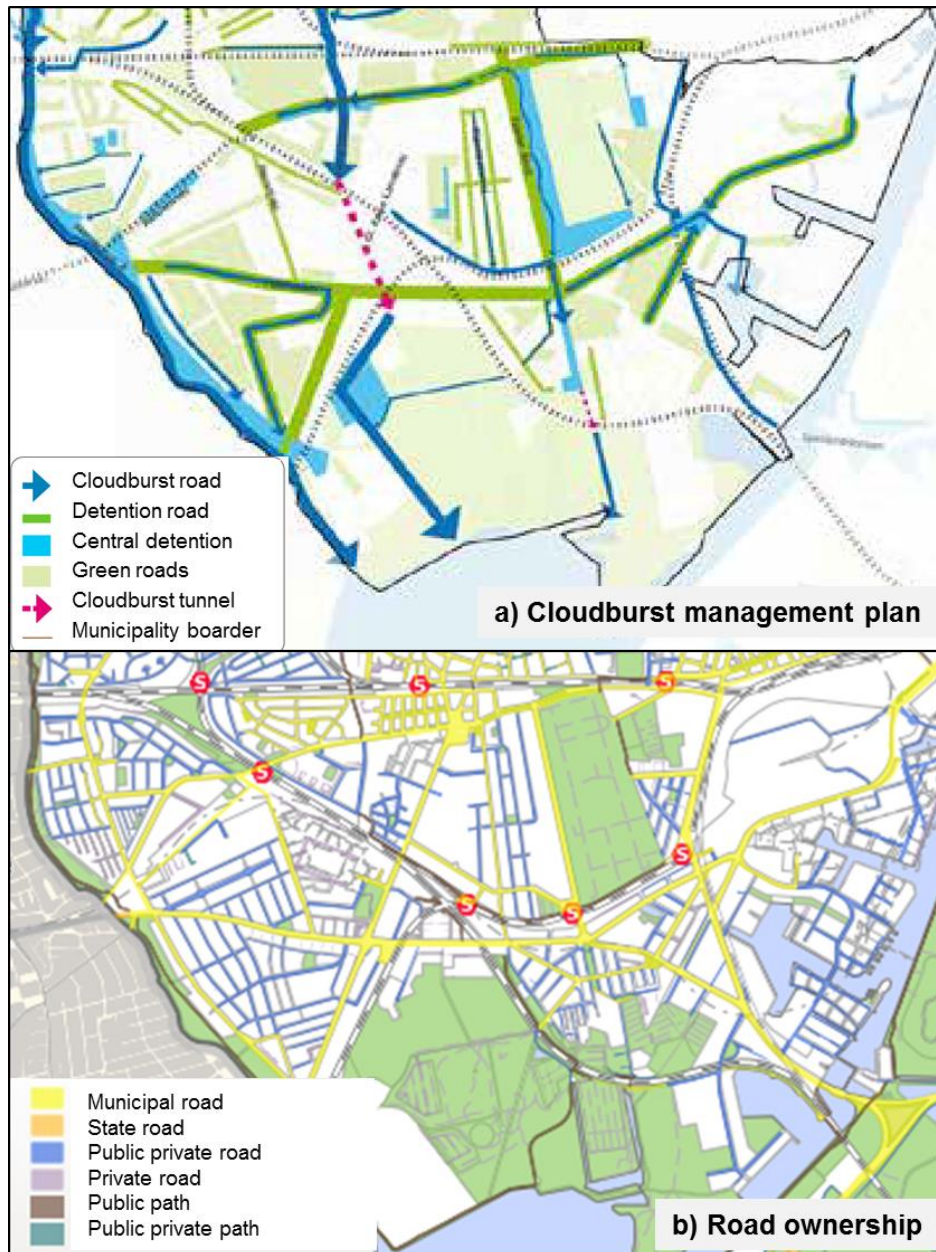 Cloudburst road
Detention road
Central detention
Green roads
Cloudburst tunnel
Municipality boarder
a) Cloudburst management plan
S
S
S
S
S
S
S
Municipal road
State road
Public private road
Private road
Public path
Public private path
b) Road ownership